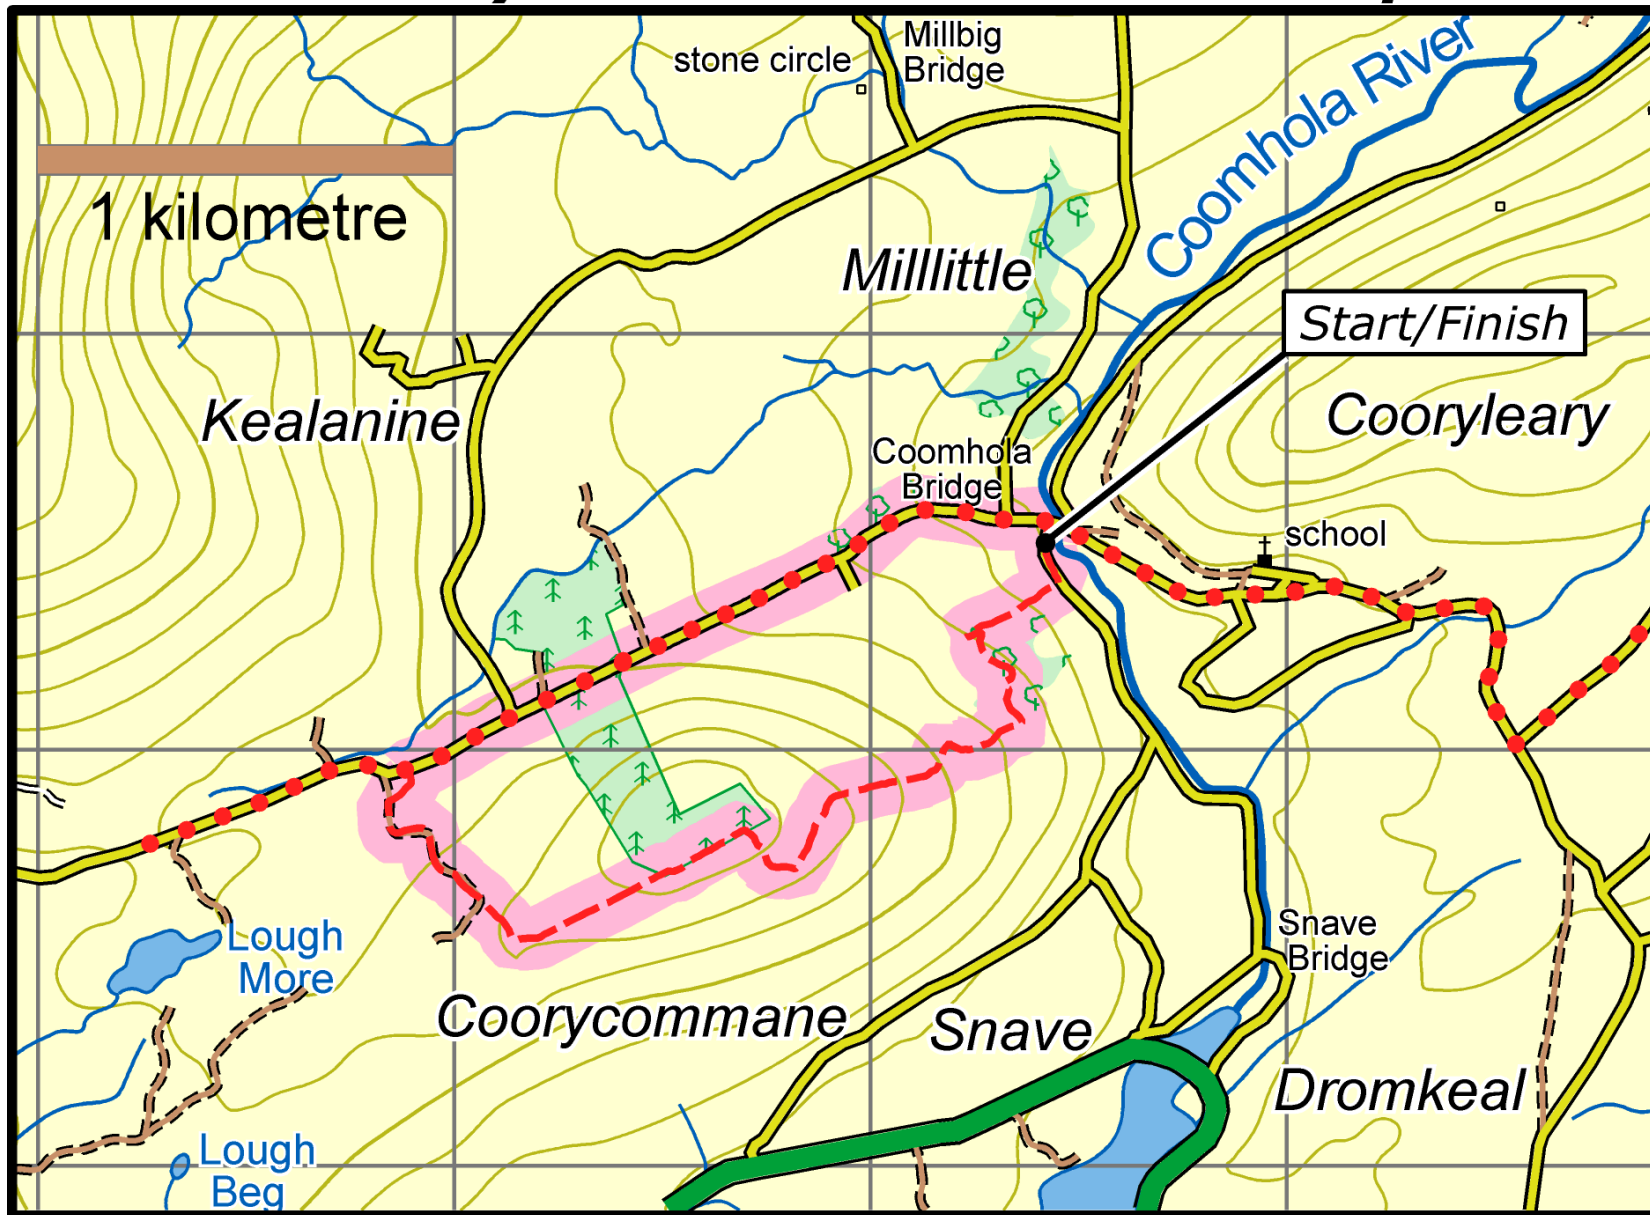 stone circle
Millbig
Bridge
Coomhola River
1 kilometre
Milllittle
Start/Finish
Kealanine
Cooryleary
Coomhola
Bridge
school
Lough
More
Snave
Bridge
Coorycommane
Snave
Dromkeal
Lough
Beg